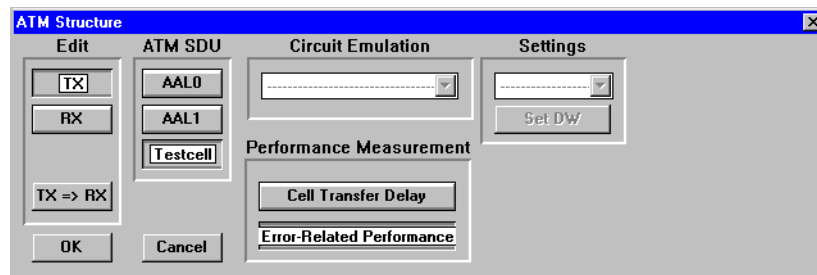 ATM Structure
Edit ATM SDU Circuit Emulation Settings
TX AAL0
RX AAL1 Set DW
Testcell Performance Measurement
TX => RX Cell Transfer Delay
Error-Related Performance
OK Cancel